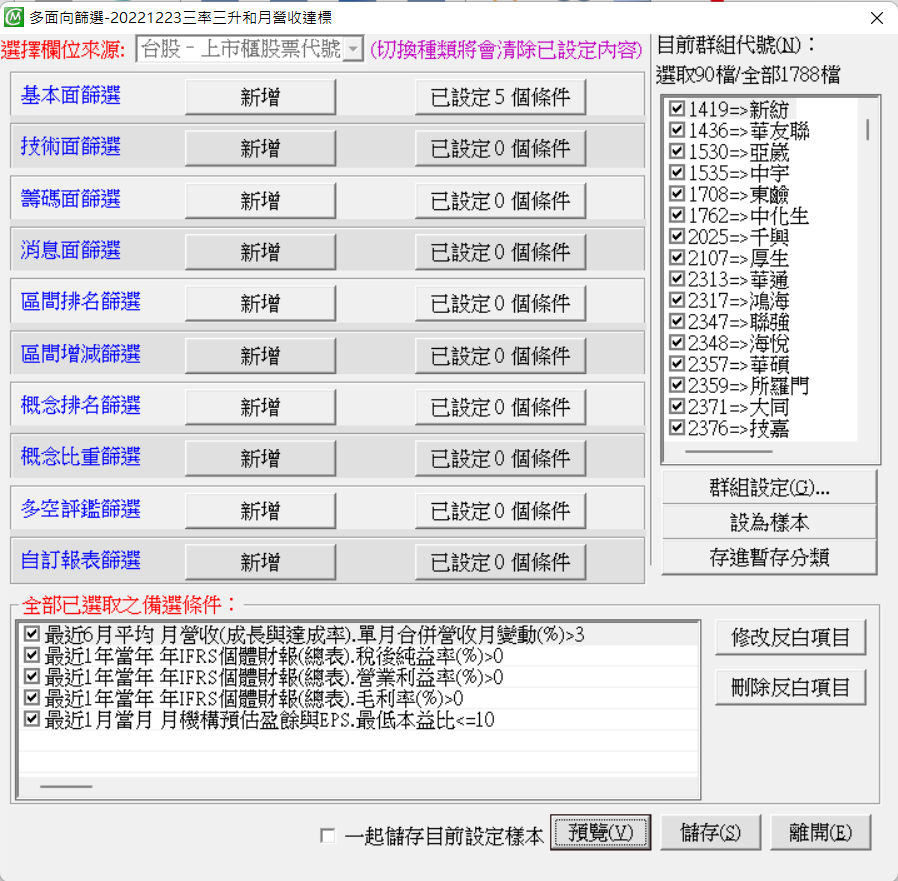 多面向篩選-20221223三率三升和月營收達標
選擇欄位來源:
台股 - 上市櫃股票代號
(切換種類將會清除已設定內容)
基本面篩選 新增 已設定 5 個條件
技術面篩選 新增 已設定 0 個條件
籌碼面篩選 新增 已設定 0 個條件
消息面篩選 新增 已設定 0 個條件
區間排名篩選 新增 已設定 0 個條件
區間增減篩選 新增 已設定 0 個條件
概念排名篩選 新增 已設定 0 個條件
概念比重篩選 新增 已設定 0 個條件
多空評鑑篩選 新增 已設定 0 個條件
自訂報表篩選 新增 已設定 0 個條件
目前群組代號(N)：
選取90檔/全部1788檔
1419=>新紡
1436=>華友聯
1530=>亞崴
1535=>中宇
1708=>東鹼
1762=>中化生
2025=>千興
2107=>厚生
2313=>華通
2317=>鴻海
2347=>聯強
2348=>海悅
2357=>華碩
2359=>所羅門
2371=>大同
2376=>技嘉
群組設定(G)...
設為樣本
存進暫存分類
全部已選取之備選條件：
最近6月平均 月營收(成長與達成率).單月合併營收月變動(%)>3
最近1年當年 年IFRS個體財報(總表).稅後純益率(%)>0
最近1年當年 年IFRS個體財報(總表).營業利益率(%)>0
最近1年當年 年IFRS個體財報(總表).毛利率(%)>0
最近1月當月 月機構預估盈餘與EPS.最低本益比<=10
修改反白項目
刪除反白項目
一起儲存目前設定樣本
預覽(V)
儲存(S)
離開(E)